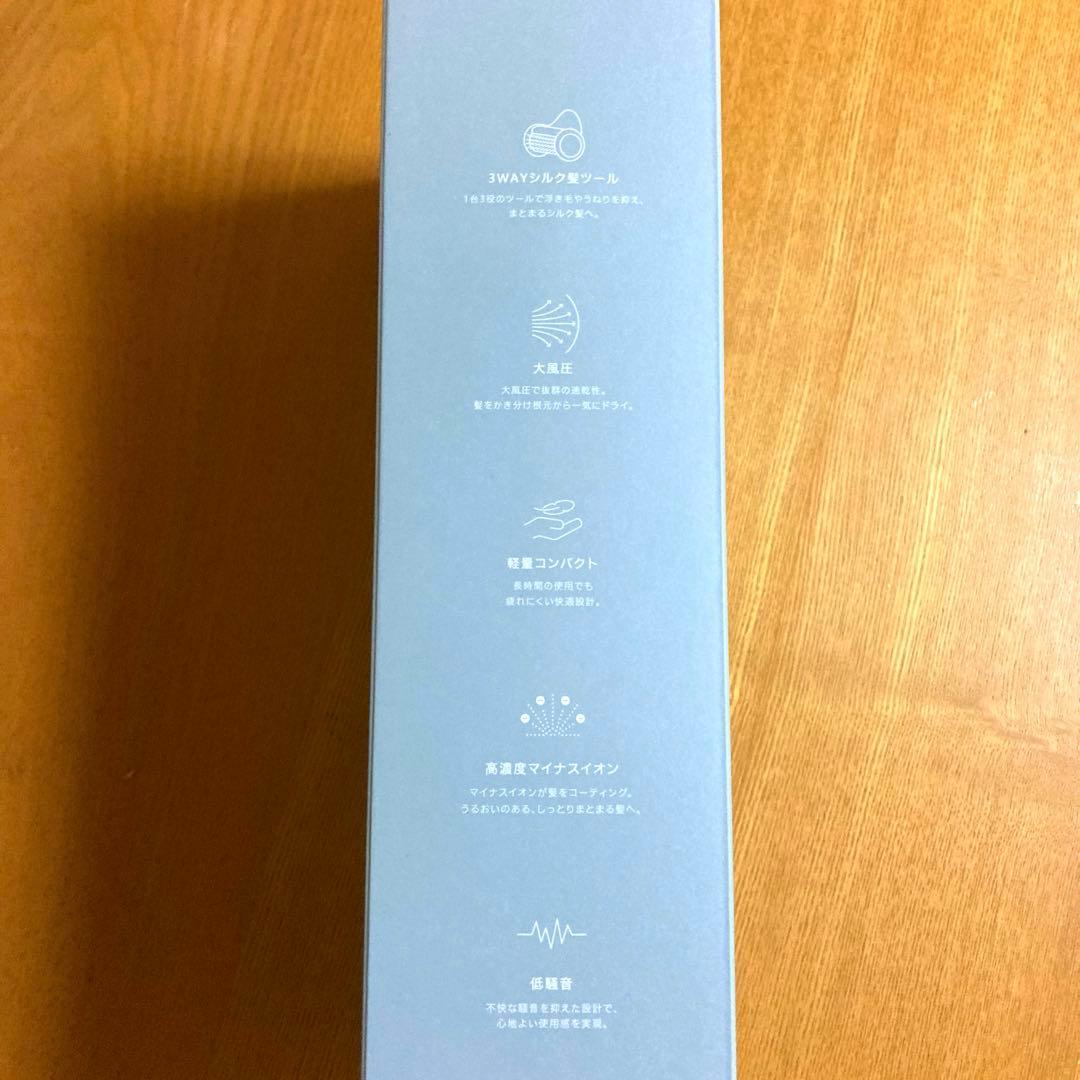 3WAYシルク髪ツール
1台3役のツールで浮き毛やうねりを抑え、
まとまるシルク髪へ。
大風圧
大風圧で抜群の速乾性。
髪をかき分け根元から一気にドライ。
軽量コンパクト
長時間の使用でも
疲れにくい快適設計。
高濃度マイナスイオン
マイナスイオンが髪をコーティング。
うるおいのある、しっとりまとまる髪へ。
低騒音
不快な騒音を抑えた設計で、
心地よい使用感を実現。